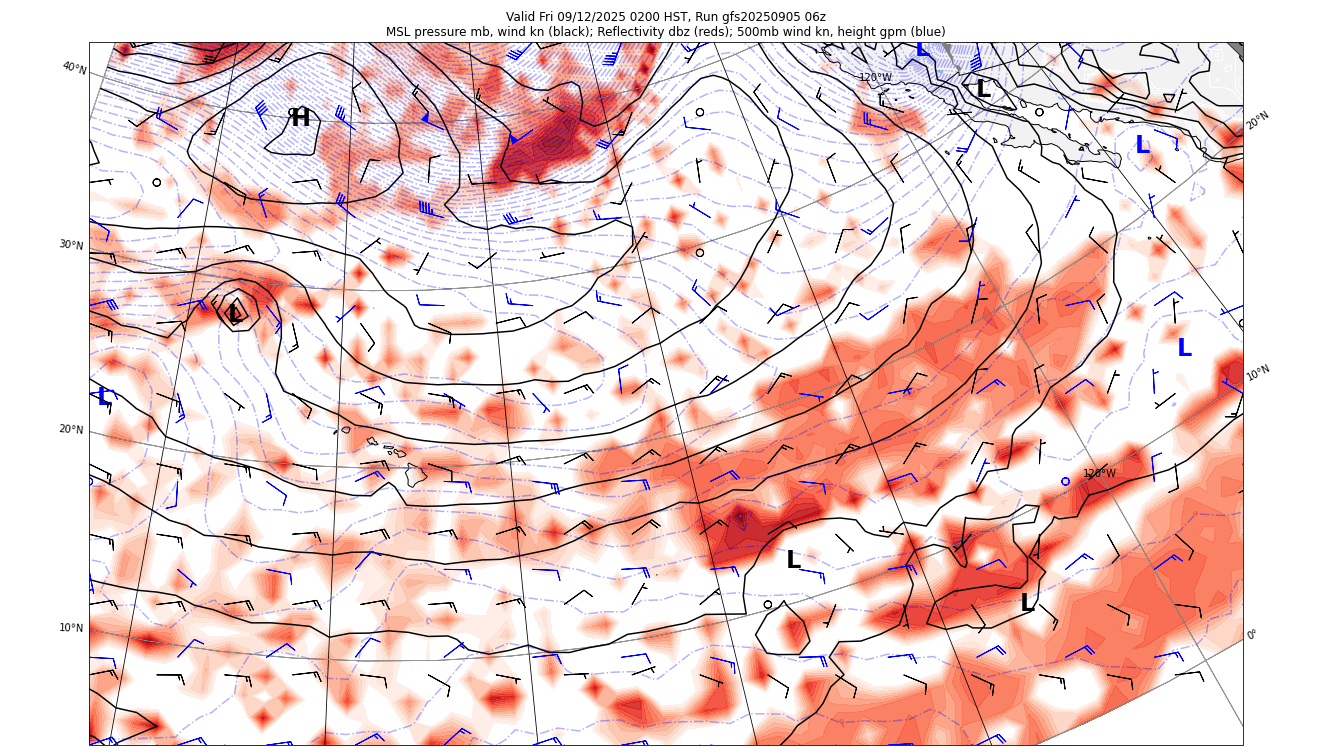 Valid Fri 09/12/2025 0200 HST, Run gfs20250905 06z
MSL pressure mb, wind kn (black); Reflectivity dbz (reds); 500mb wind kn, height gpm (blue)
L
40°N
120°W
L
H
20°N
L
30°N
L
L
10°N
L
20°N
120°W
L
L
10°N
0°